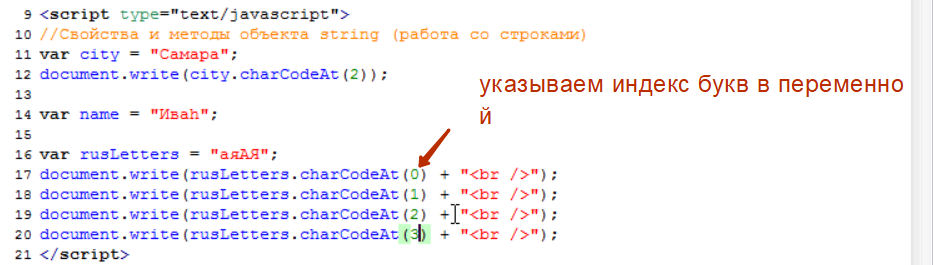 9 <script type="text/javascript">
10 //Свойства и методы объекта string (работа со строками)
11 var city = "Самара";
12 document.write(city.charCodeAt(2));
13
14 var name = "Иваh";
15
16 var rusLetters = "аяАЯ";
17 document.write(rusLetters.charCodeAt(0) + "<br />");
18 document.write(rusLetters.charCodeAt(1) + "<br />");
19 document.write(rusLetters.charCodeAt(2) + "<br />");
20 document.write(rusLetters.charCodeAt(3) + "<br />");
21 </script>
указываем индекс букв в переменно
й